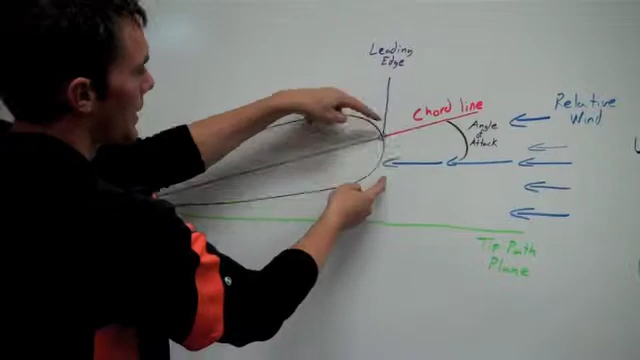 Leading
Edge
Chord line
Angle
of
Attack
Relative
Wind
Tip Path
Plane